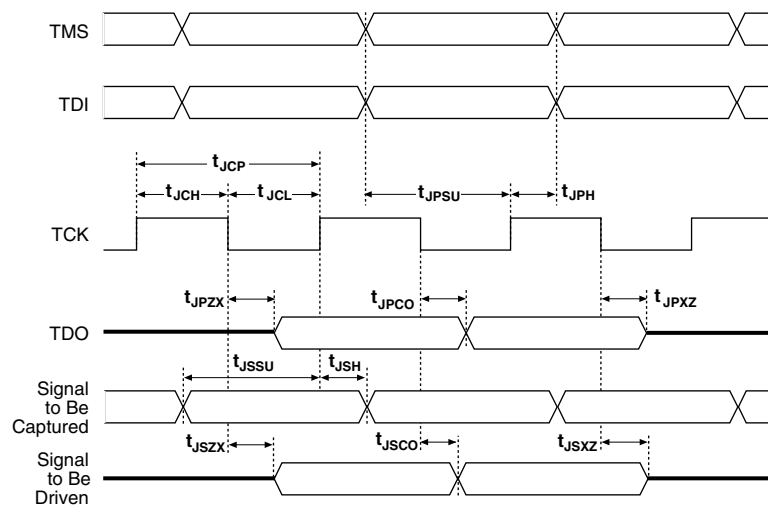 TMS
TDI
tJCP
tJCH
tJCL
tJPSU
tJPH
TCK
tJPZX
tJPCO
tJPXZ
TDO
tJSSU
tJSH
Signal
to Be
Captured
tJSZX
tJSCO
tJSXZ
Signal
to Be
Driven